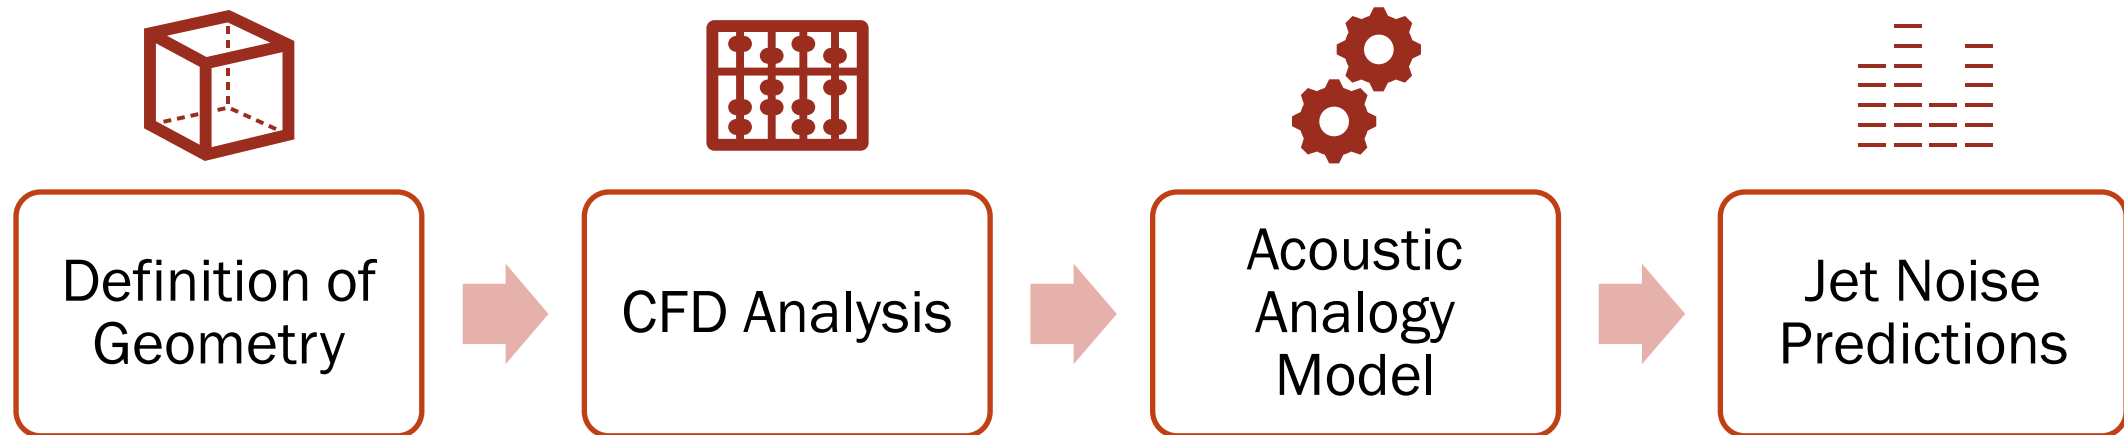 Definition of
Geometry
CFD Analysis
Acoustic
Analogy
Model
Jet Noise
Predictions